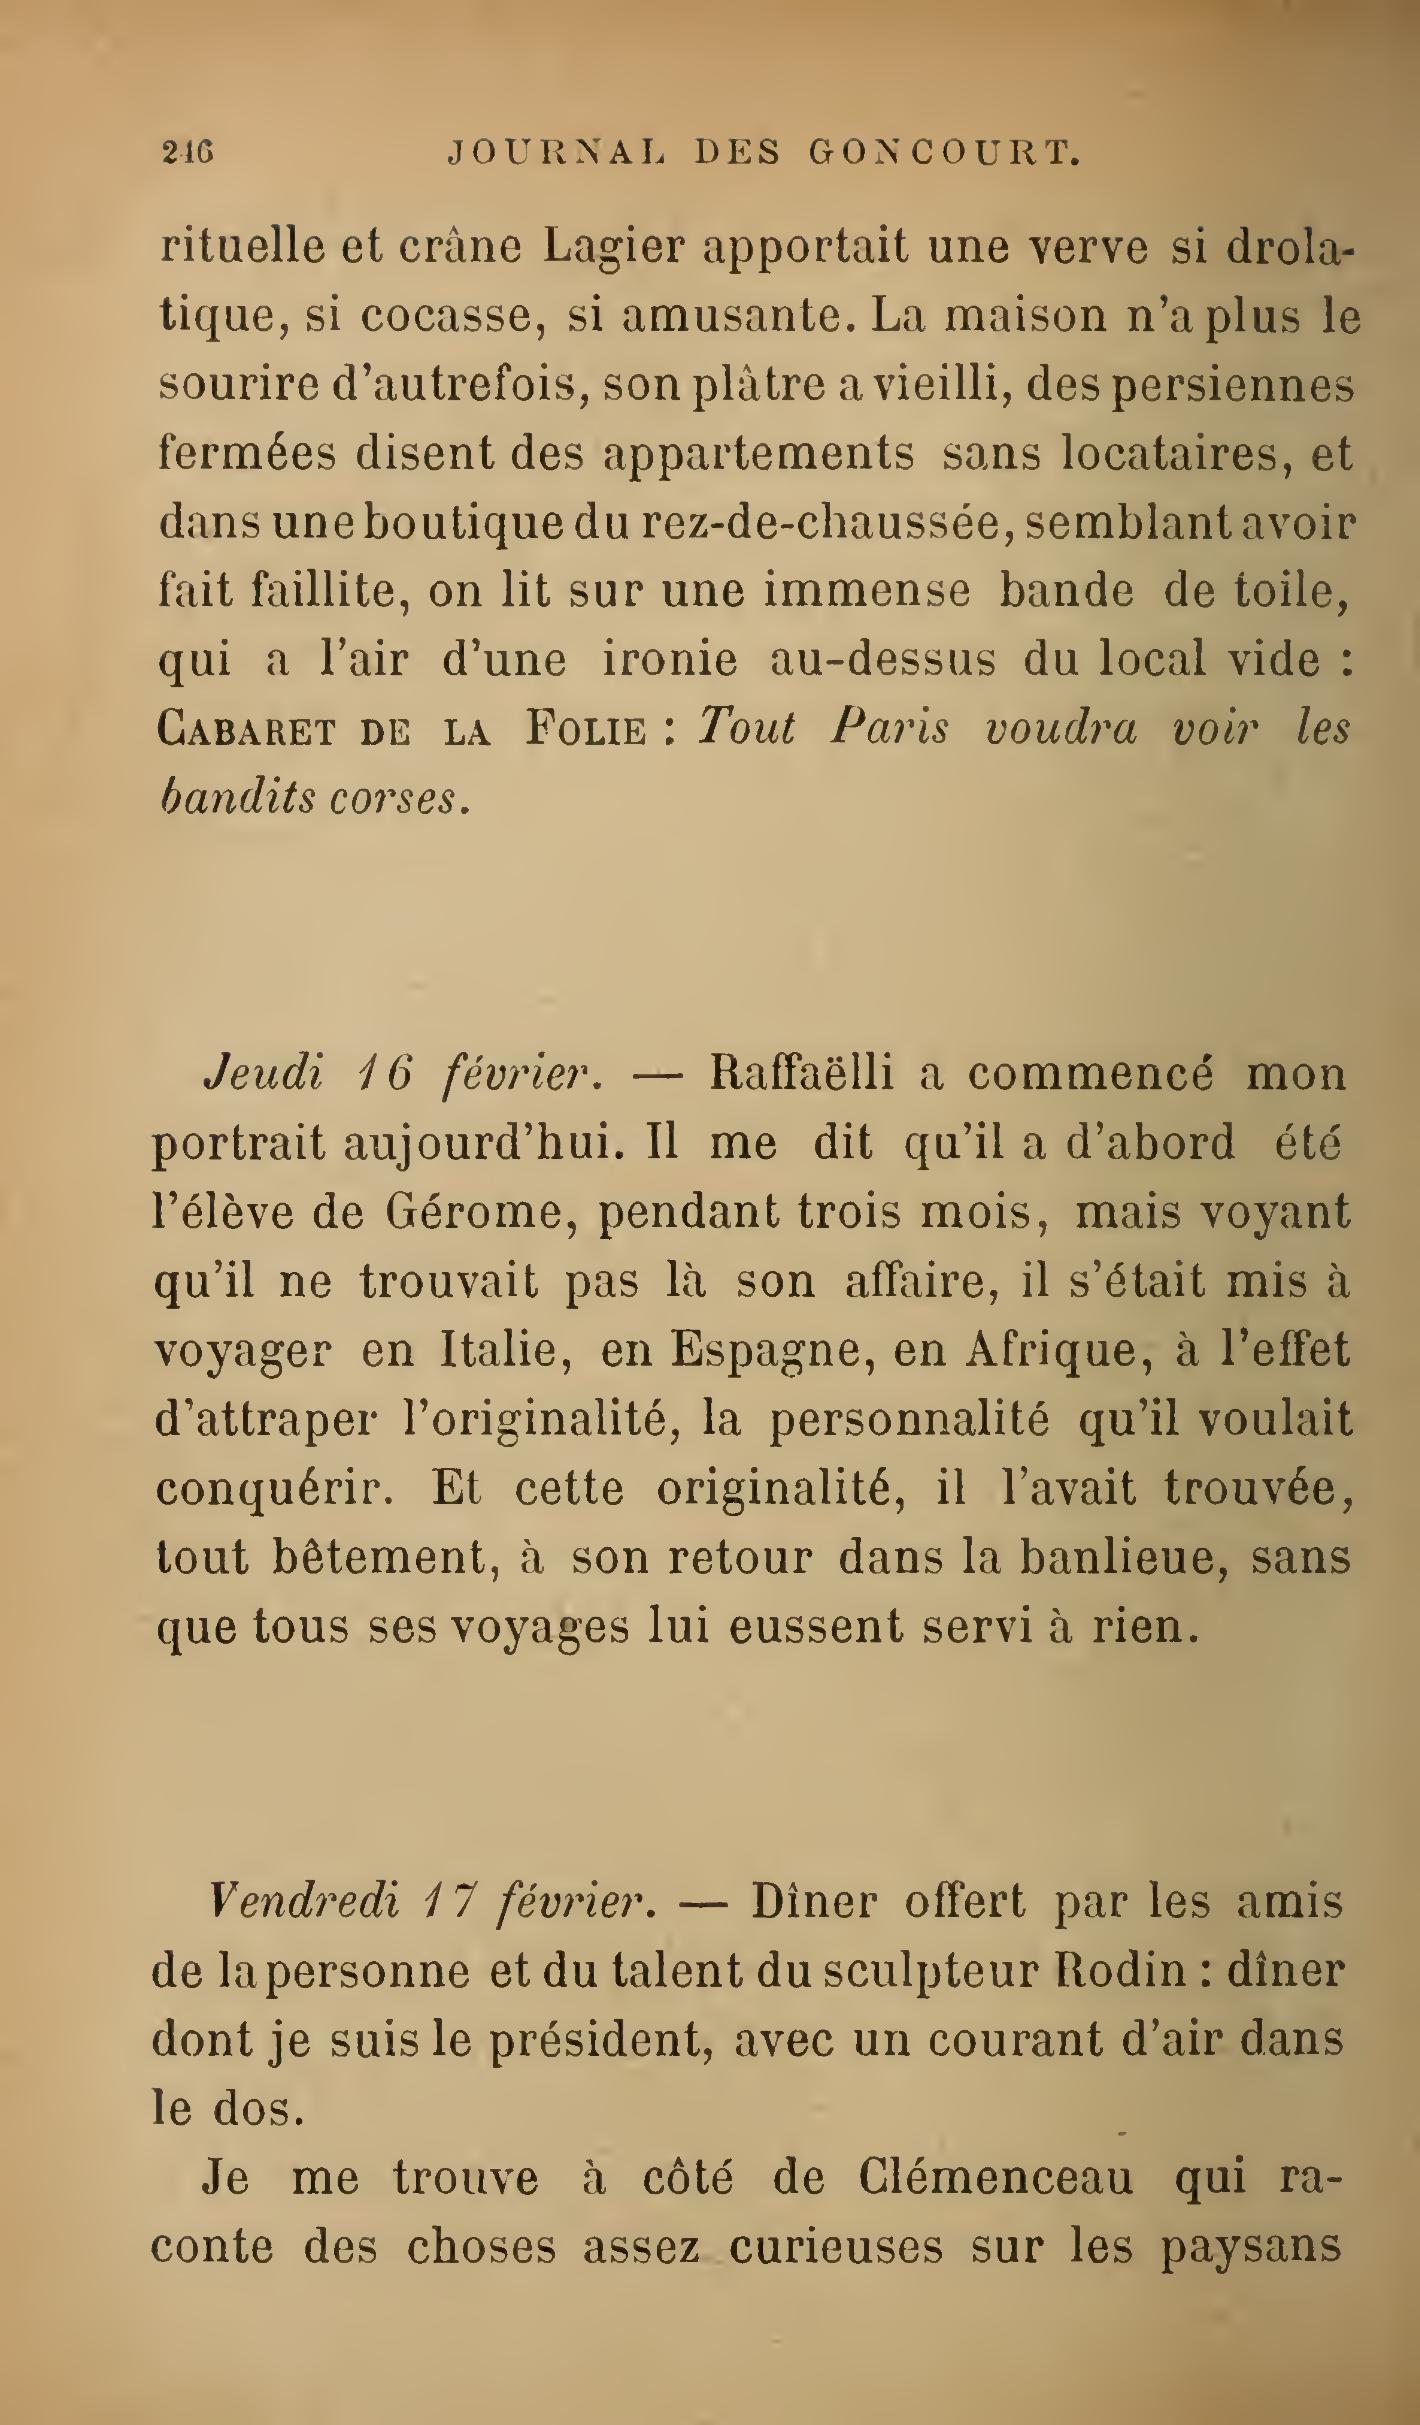 246 JOURNAL DES GONCOURT.
rituelle et crâne Lagier apportait une verve si drola-
tique, si cocasse, si amusante. La maison n'a plus le
sourire d'autrefois, son plâtre a vieilli, des persiennes
fermées disent des appartements sans locataires, et
dans une boutique du rez-de-chaussée, semblant avoir
fait faillite, on lit sur une immense bande de toile,
qui a l'air d'une ironie au-dessus du local vide :
CABARET DE LA FOLIE : Tout Paris voudra voir les
bandits corses.
Jeudi 16 février. — Raffaëlli a commencé mon
portrait aujourd'hui. Il me dit qu'il a d'abord été
l'élève de Gérome, pendant trois mois, mais voyant
qu'il ne trouvait pas là son affaire, il s'était mis à
voyager en Italie, en Espagne, en Afrique, à l'effet
d'attraper l'originalité, la personnalité qu'il voulait
conquérir. Et cette originalité, il l'avait trouvée,
tout bêtement, à son retour dans la banlieue, sans
que tous ses voyages lui eussent servi à rien.
Vendredi 17 février. — Dîner offert par les amis
de la personne et du talent du sculpteur Rodin : dîner
dont je suis le président, avec un courant d'air dans
le dos.
Je me trouve à côté de Clémenceau qui ra-
conte des choses assez curieuses sur les paysans